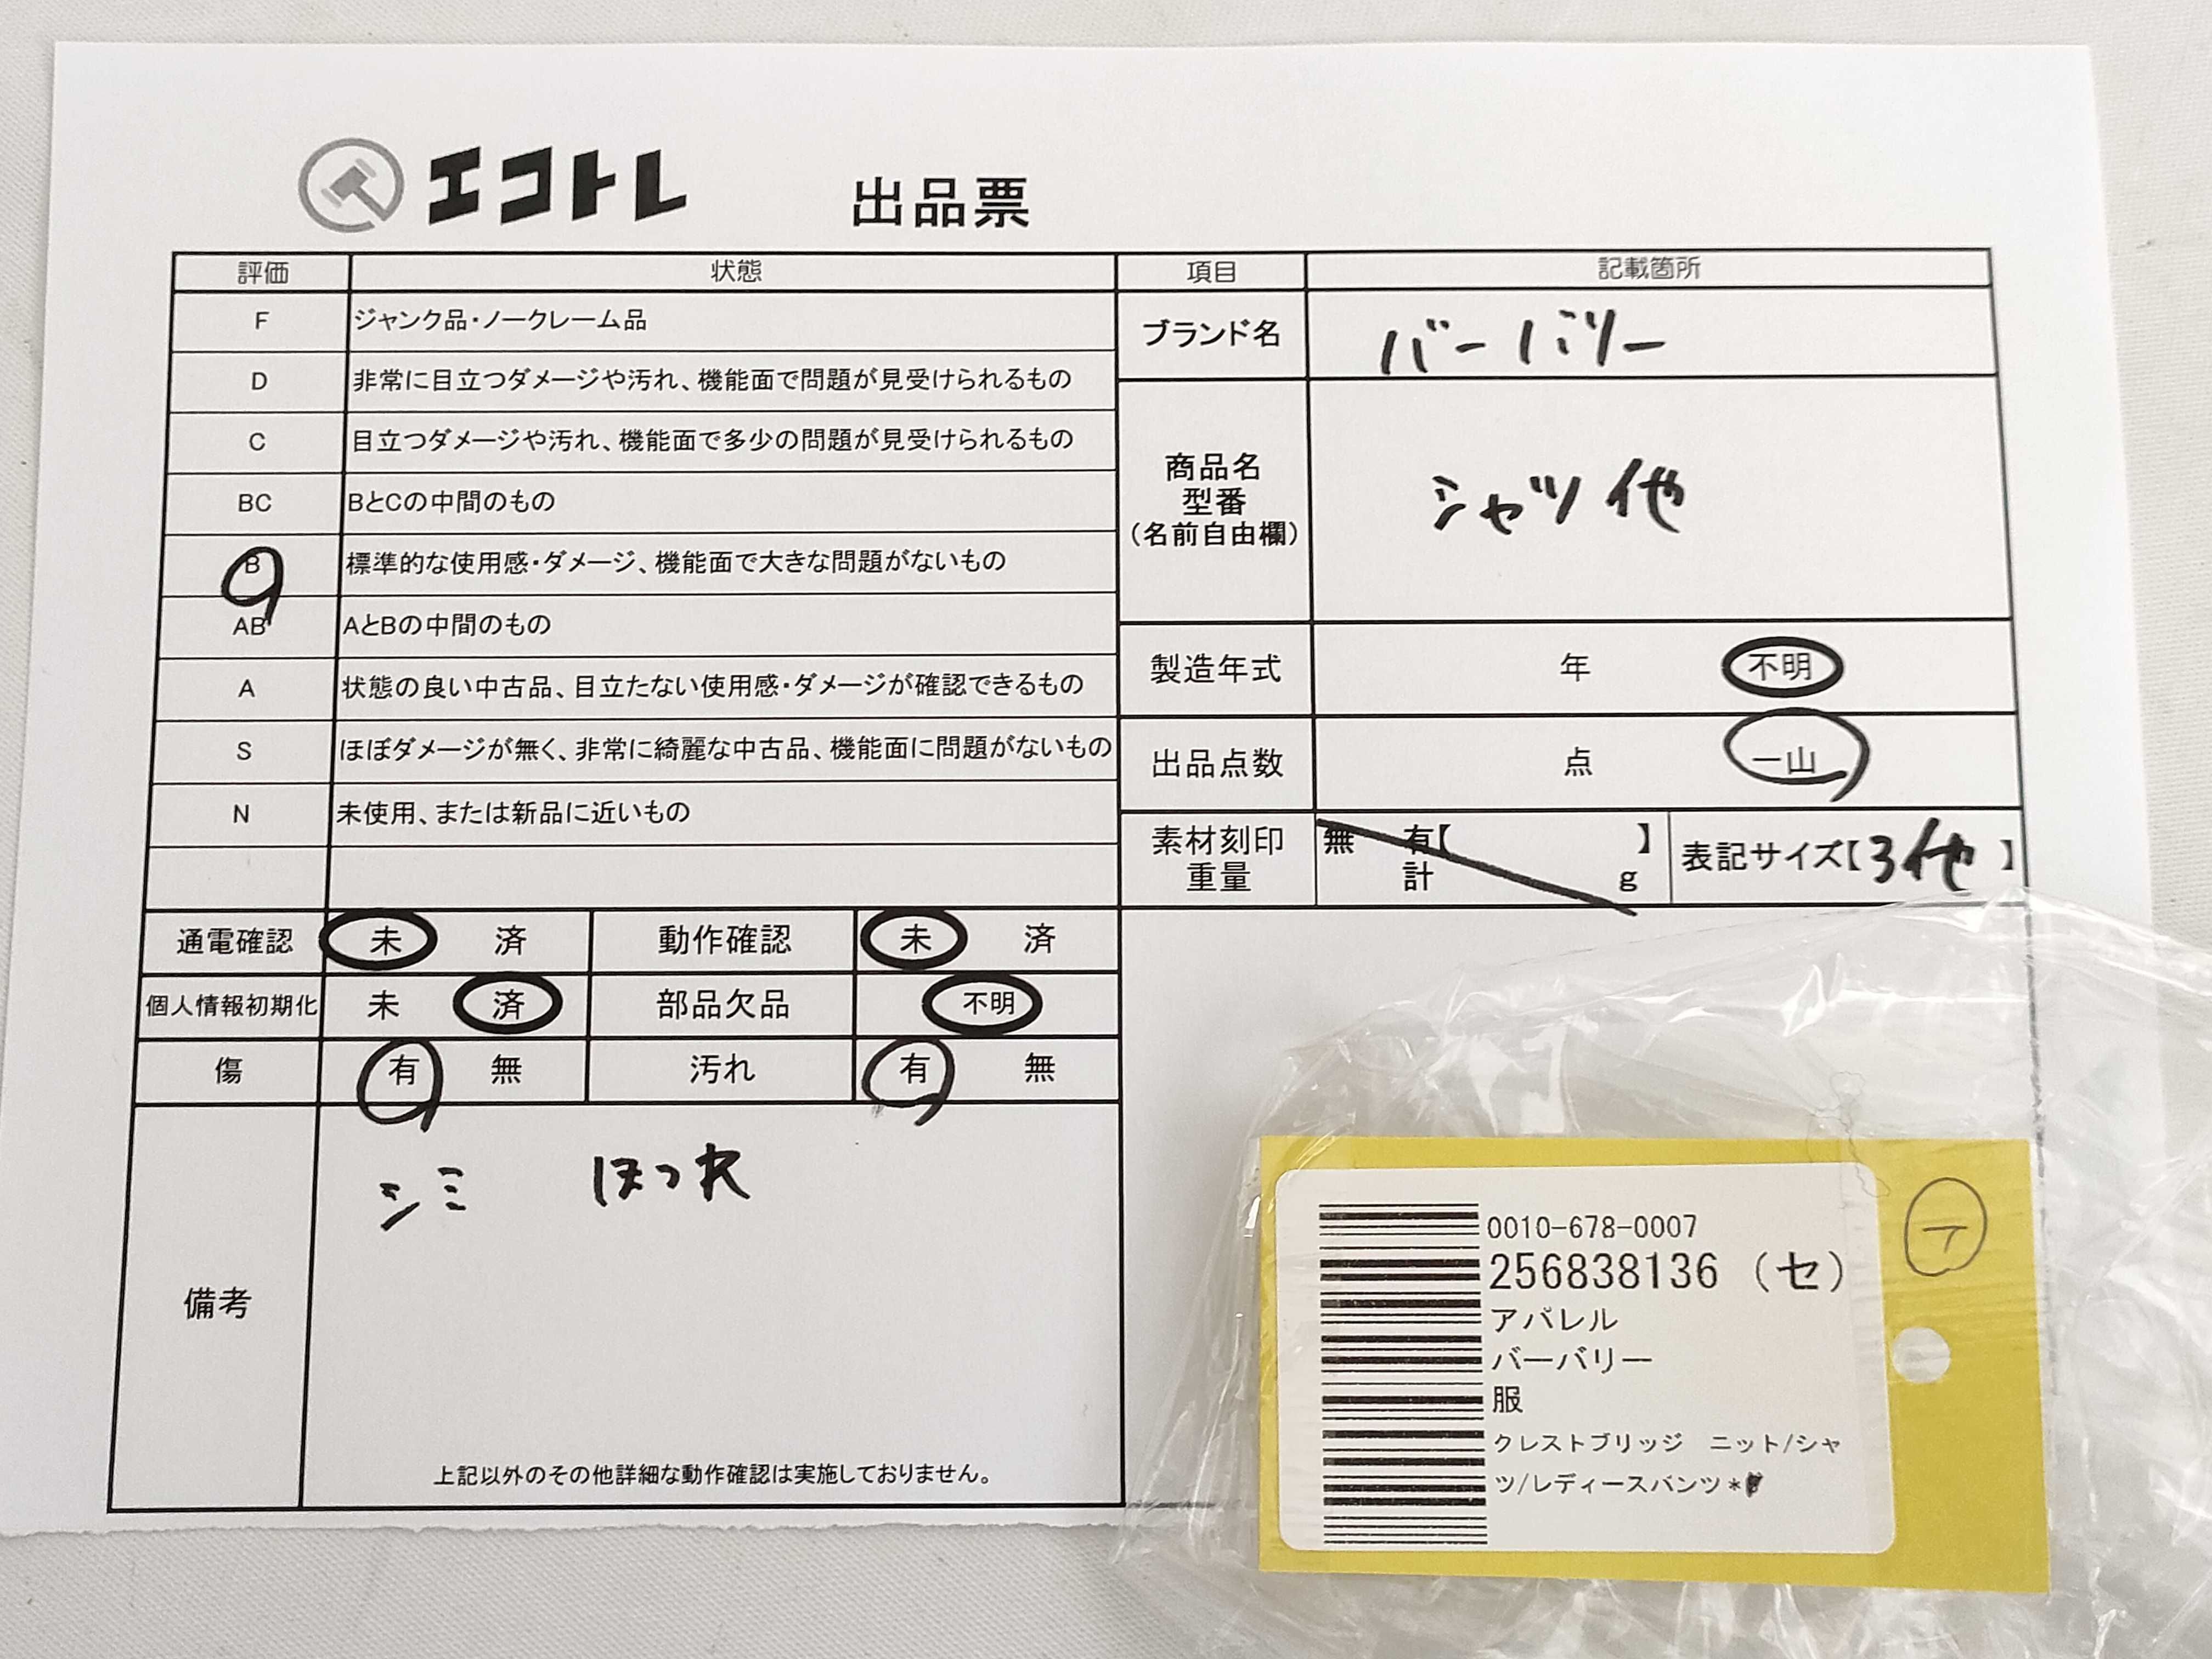 エコトレ 出品票
評価 状態
F ジャンク品・ノークレーム品
D 非常に目立つダメージや汚れ、機能面で問題が見受けられるもの
C 目立つダメージや汚れ、機能面で多少の問題が見受けられるもの
BC BとCの中間のもの
B 標準的な使用感・ダメージ、機能面で大きな問題がないもの
AB AとBの中間のもの
A 状態の良い中古品、目立たない使用感・ダメージが確認できるもの
S ほぼダメージが無く、非常に綺麗な中古品、機能面に問題がないもの
N 未使用、または新品に近いもの
通電確認 未 済 動作確認 未 済
個人情報初期化 未 済 部品欠品 不明
傷 有 無 汚れ 有 無
備考
シミ ほつれ
上記以外のその他詳細な動作確認は実施しておりません。
項目 記載箇所
ブランド名 バーバリー
商品名
型番
(名前自由欄)
シャツ 他
製造年式 年 不明
出品点数 点 一山
素材刻印 無 有【 】
重量 計 g
表記サイズ【3他】
0010-678-0007
256838136 (セ)
アパレル
バーバリー
服
クレストブリッジ ニット/シャ
ツ/レディースパンツ*